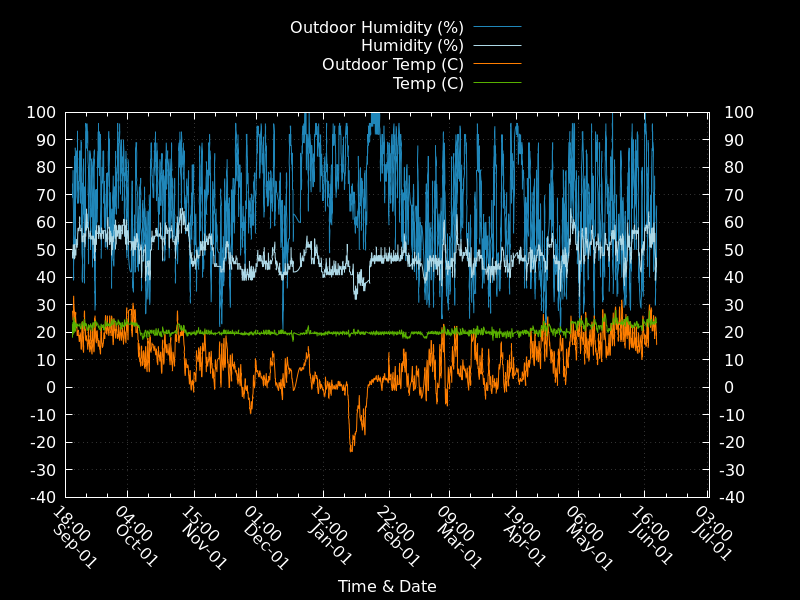 Outdoor Humidity (%)
Humidity (%)
Outdoor Temp (C)
Temp (C)
100 100
90 90
80 80
70 70
60 60
50 50
40 40
30 30
20 20
10 10
0 0
-10 -10
-20 -20
-30 -30
-40 -40
18:00 04:00 15:00 01:00 12:00 22:00 09:00 19:00 06:00 16:00 03:00
Sep-01 Oct-01 Nov-01 Dec-01 Jan-01 Feb-01 Mar-01 Apr-01 May-01 Jun-01 Jul-01
Time & Date